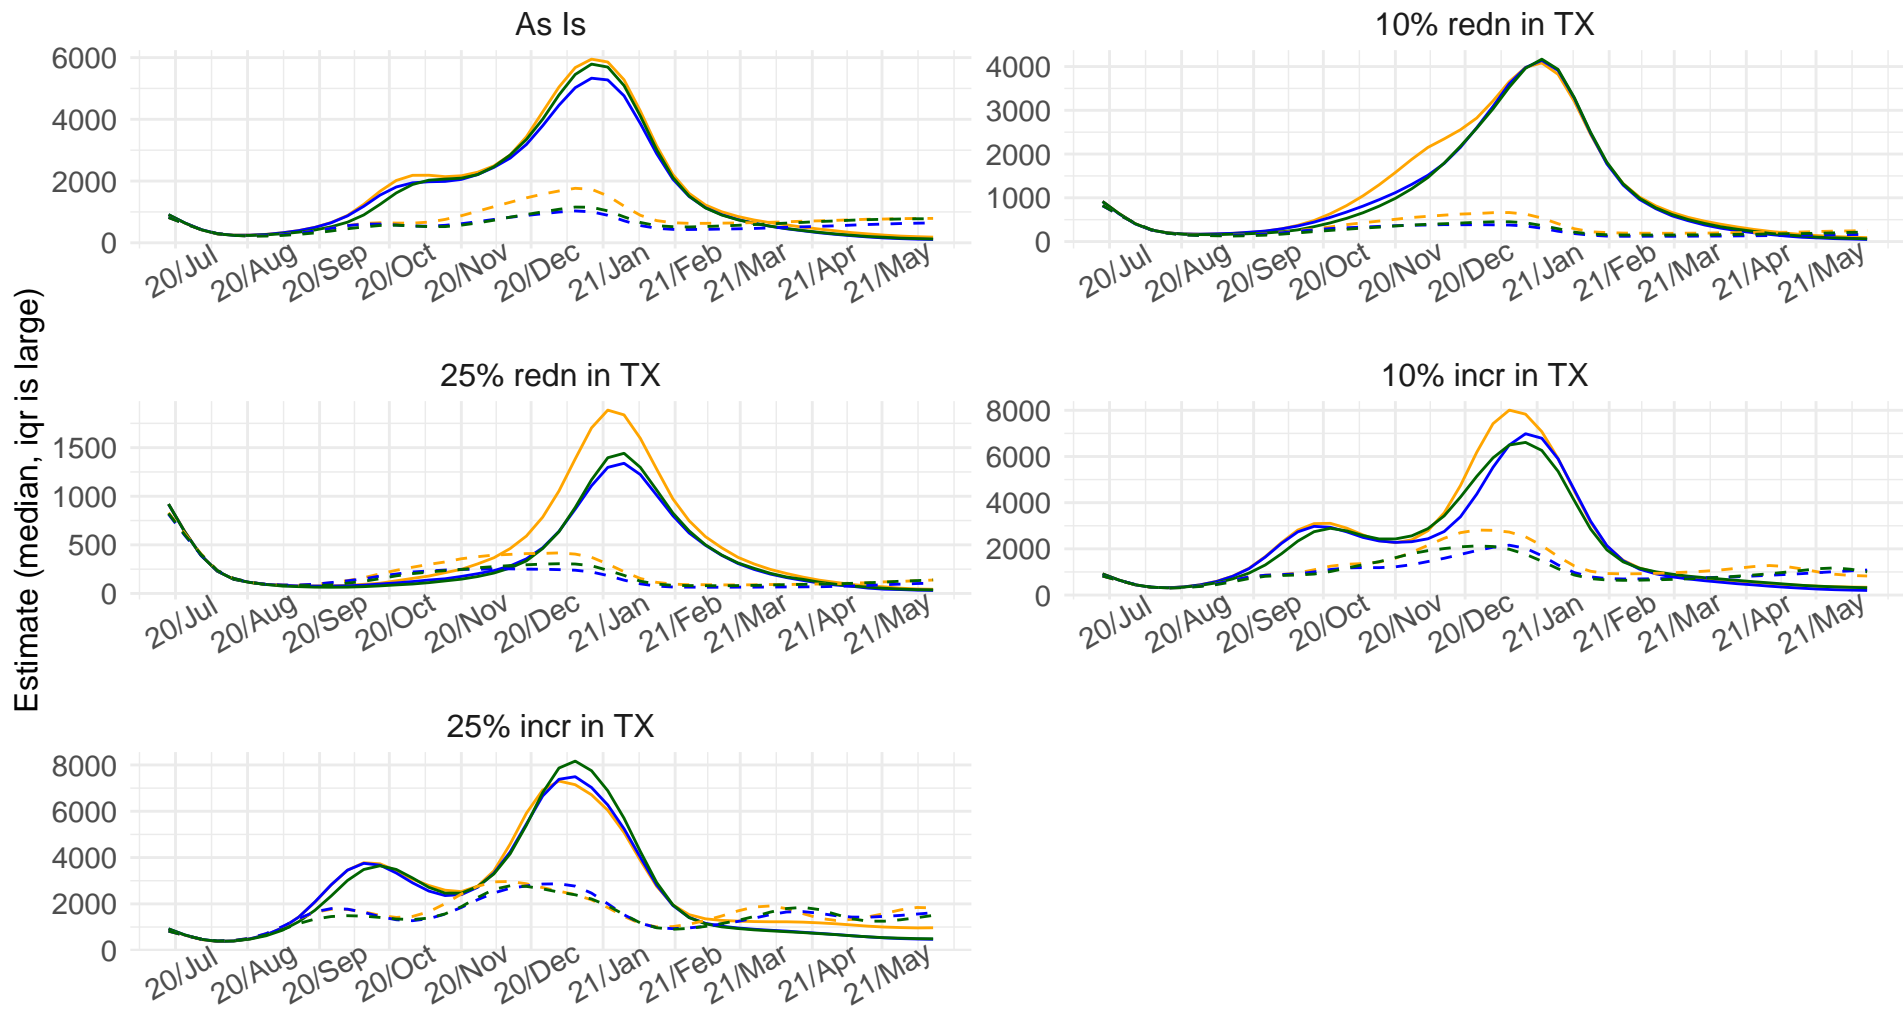 Estimate (median, iqr is large)
As Is
6000
4000
2000
0
20/Jul 20/Aug 20/Sep 20/Oct 20/Nov 20/Dec 21/Jan 21/Feb 21/Mar 21/Apr 21/May
10% redn in TX
4000
3000
2000
1000
0
20/Jul 20/Aug 20/Sep 20/Oct 20/Nov 20/Dec 21/Jan 21/Feb 21/Mar 21/Apr 21/May
25% redn in TX
1500
1000
500
0
20/Jul 20/Aug 20/Sep 20/Oct 20/Nov 20/Dec 21/Jan 21/Feb 21/Mar 21/Apr 21/May
10% incr in TX
8000
6000
4000
2000
0
20/Jul 20/Aug 20/Sep 20/Oct 20/Nov 20/Dec 21/Jan 21/Feb 21/Mar 21/Apr 21/May
25% incr in TX
8000
6000
4000
2000
0
20/Jul 20/Aug 20/Sep 20/Oct 20/Nov 20/Dec 21/Jan 21/Feb 21/Mar 21/Apr 21/May